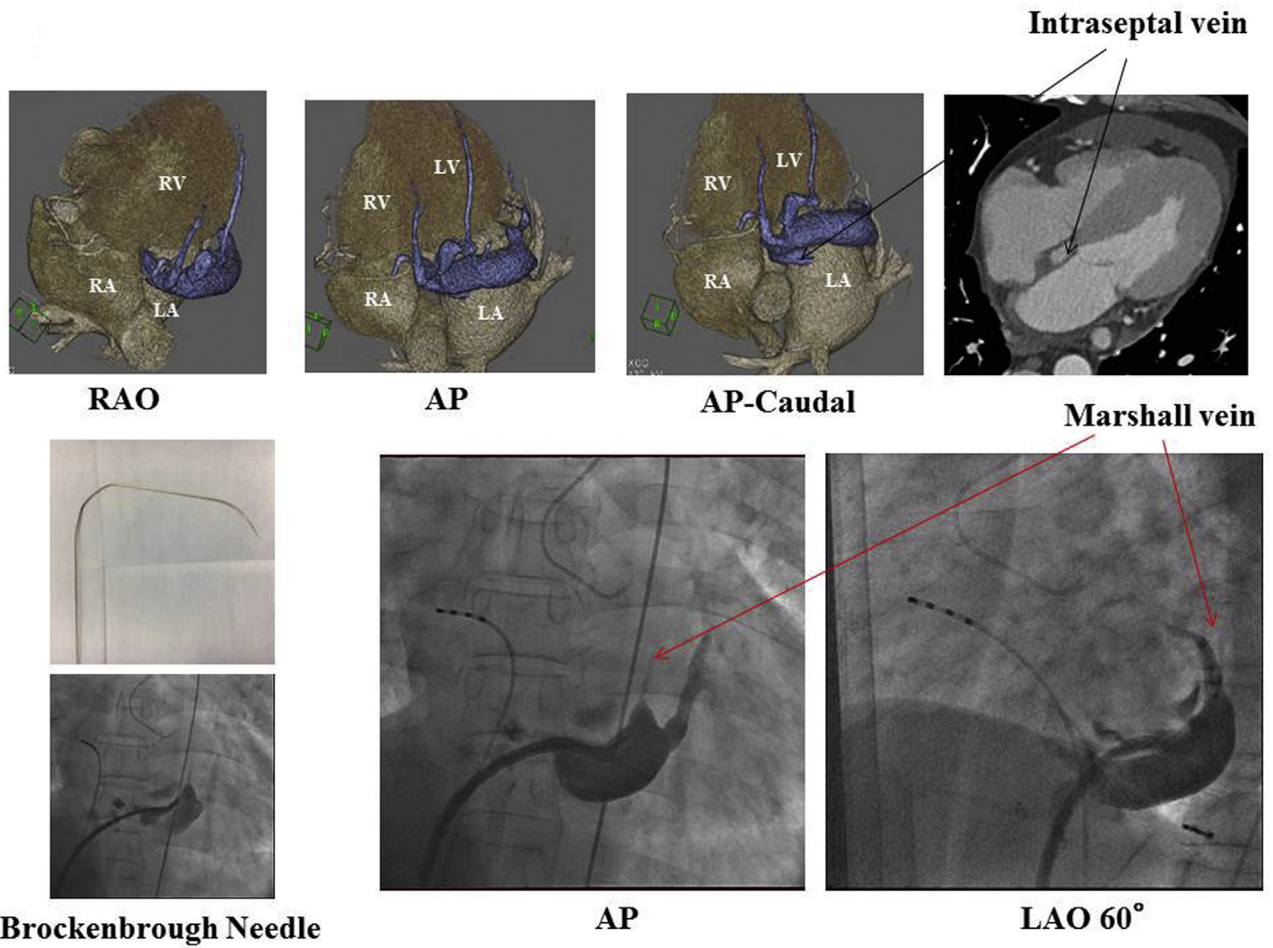 Intraseptal vein
RV
RA
LA
LV
RV
RA
LA
LV
RV
RA
LA
RAO
AP
AP-Caudal
Marshall vein
Brockenbrough Needle
AP
LAO 60°